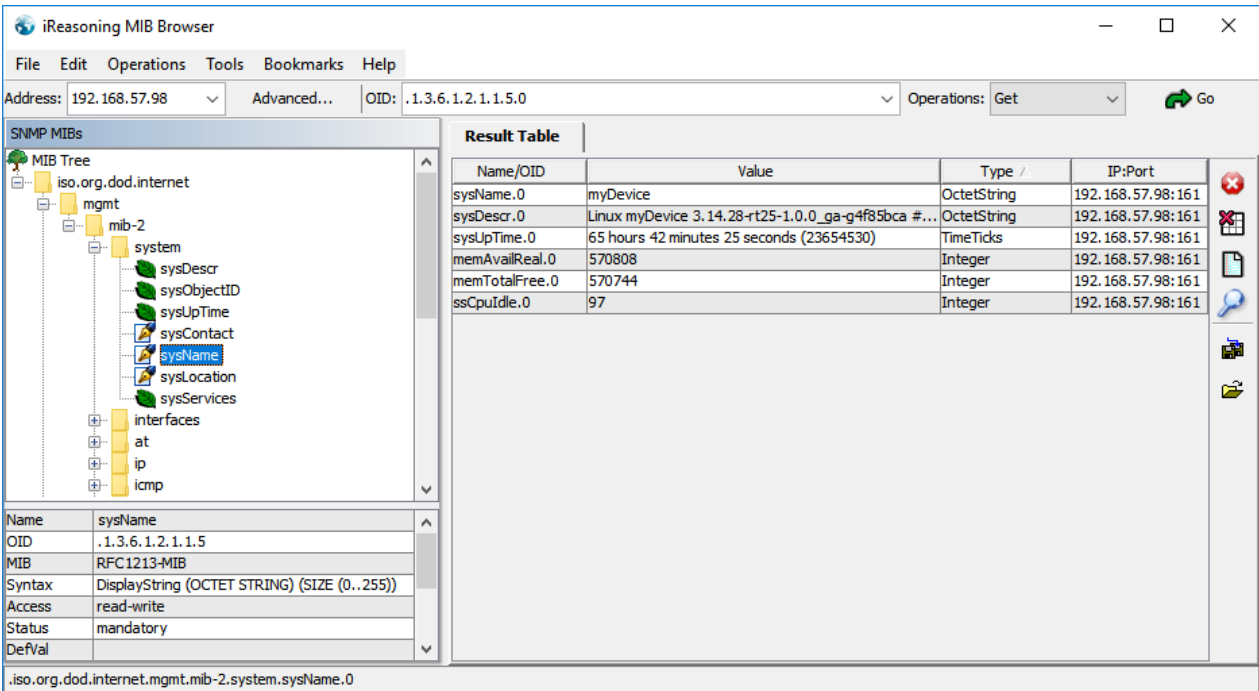 iReasoning MIB Browser
File Edit Operations Tools Bookmarks Help
Address: 192.168.57.98 Advanced... OID: .1.3.6.1.2.1.1.5.0 Operations: Get Go
SNMP MIBs
MIB Tree
iso.org.dod.internet
mgmt
mib-2
system
sysDescr
sysObjectID
sysUpTime
sysContact
sysName
sysLocation
sysServices
interfaces
at
ip
icmp
Name sysName
OID .1.3.6.1.2.1.1.5
MIB RFC1213-MIB
Syntax DisplayString (OCTET STRING) (SIZE (0..255))
Access read-write
Status mandatory
DefVal
Result Table
Name/OID Value Type IP:Port
sysName.0 myDevice OctetString 192.168.57.98:161
sysDescr.0 Linux myDevice 3.14.28-rt25-1.0.0_ga-g4f85bca #... OctetString 192.168.57.98:161
sysUpTime.0 65 hours 42 minutes 25 seconds (23654530) TimeTicks 192.168.57.98:161
memAvailReal.0 570808 Integer 192.168.57.98:161
memTotalFree.0 570744 Integer 192.168.57.98:161
ssCpuIdle.0 97 Integer 192.168.57.98:161
.iso.org.dod.internet.mgmt.mib-2.system.sysName.0